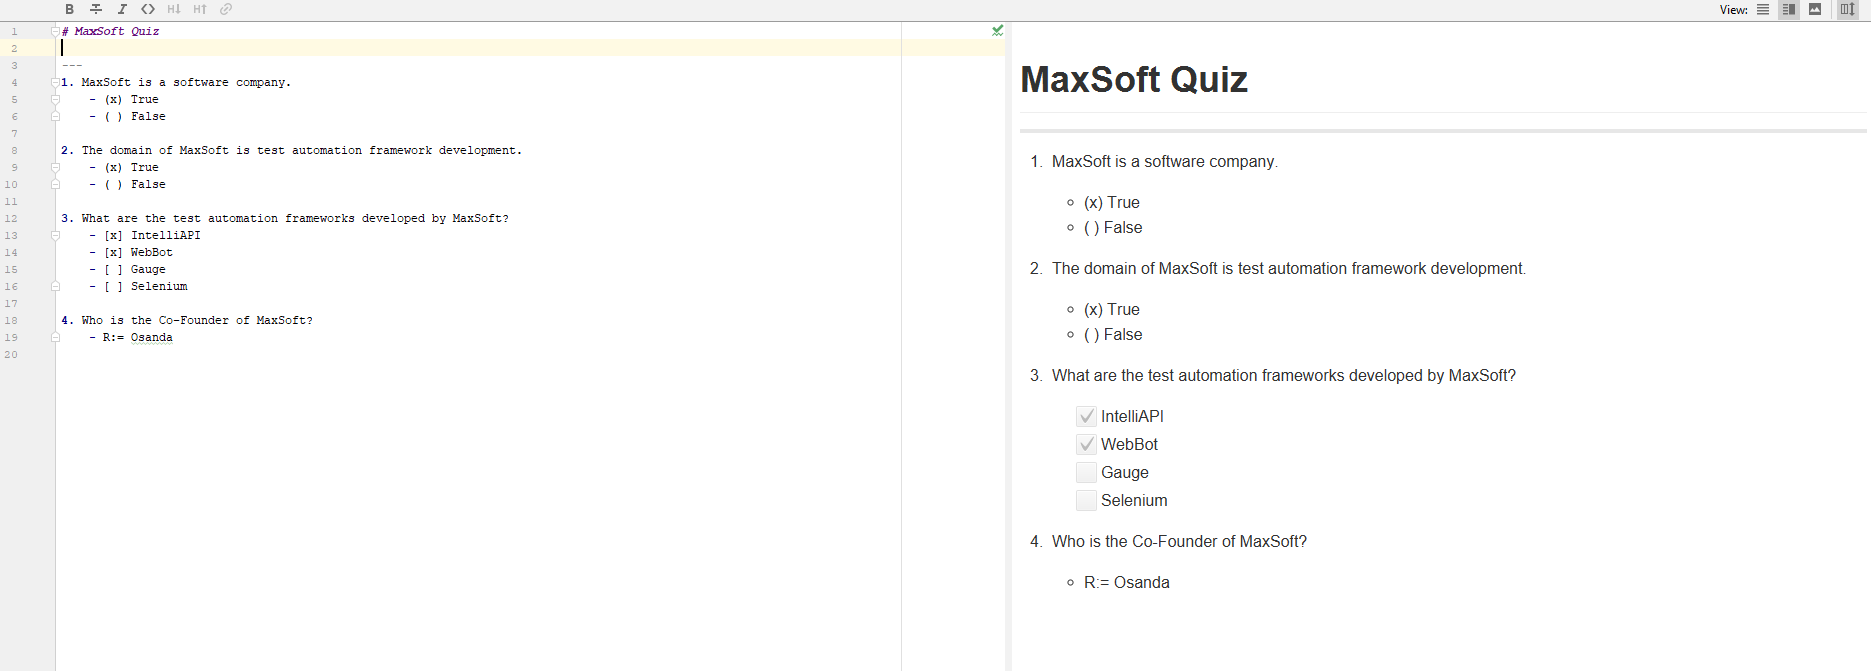 B I <> H↓ H↑
View:
1 # MaxSoft Quiz
2
3 ---
4 1. MaxSoft is a software company.
5 - (x) True
6 - ( ) False
7
8 2. The domain of MaxSoft is test automation framework development.
9 - (x) True
10 - ( ) False
11
12 3. What are the test automation frameworks developed by MaxSoft?
13 - [x] IntelliAPI
14 - [x] WebBot
15 - [ ] Gauge
16 - [ ] Selenium
17
18 4. Who is the Co-Founder of MaxSoft?
19 - R:= Osanda
20
MaxSoft Quiz
1. MaxSoft is a software company.
(x) True
( ) False
2. The domain of MaxSoft is test automation framework development.
(x) True
( ) False
3. What are the test automation frameworks developed by MaxSoft?
IntelliAPI
WebBot
Gauge
Selenium
4. Who is the Co-Founder of MaxSoft?
R:= Osanda